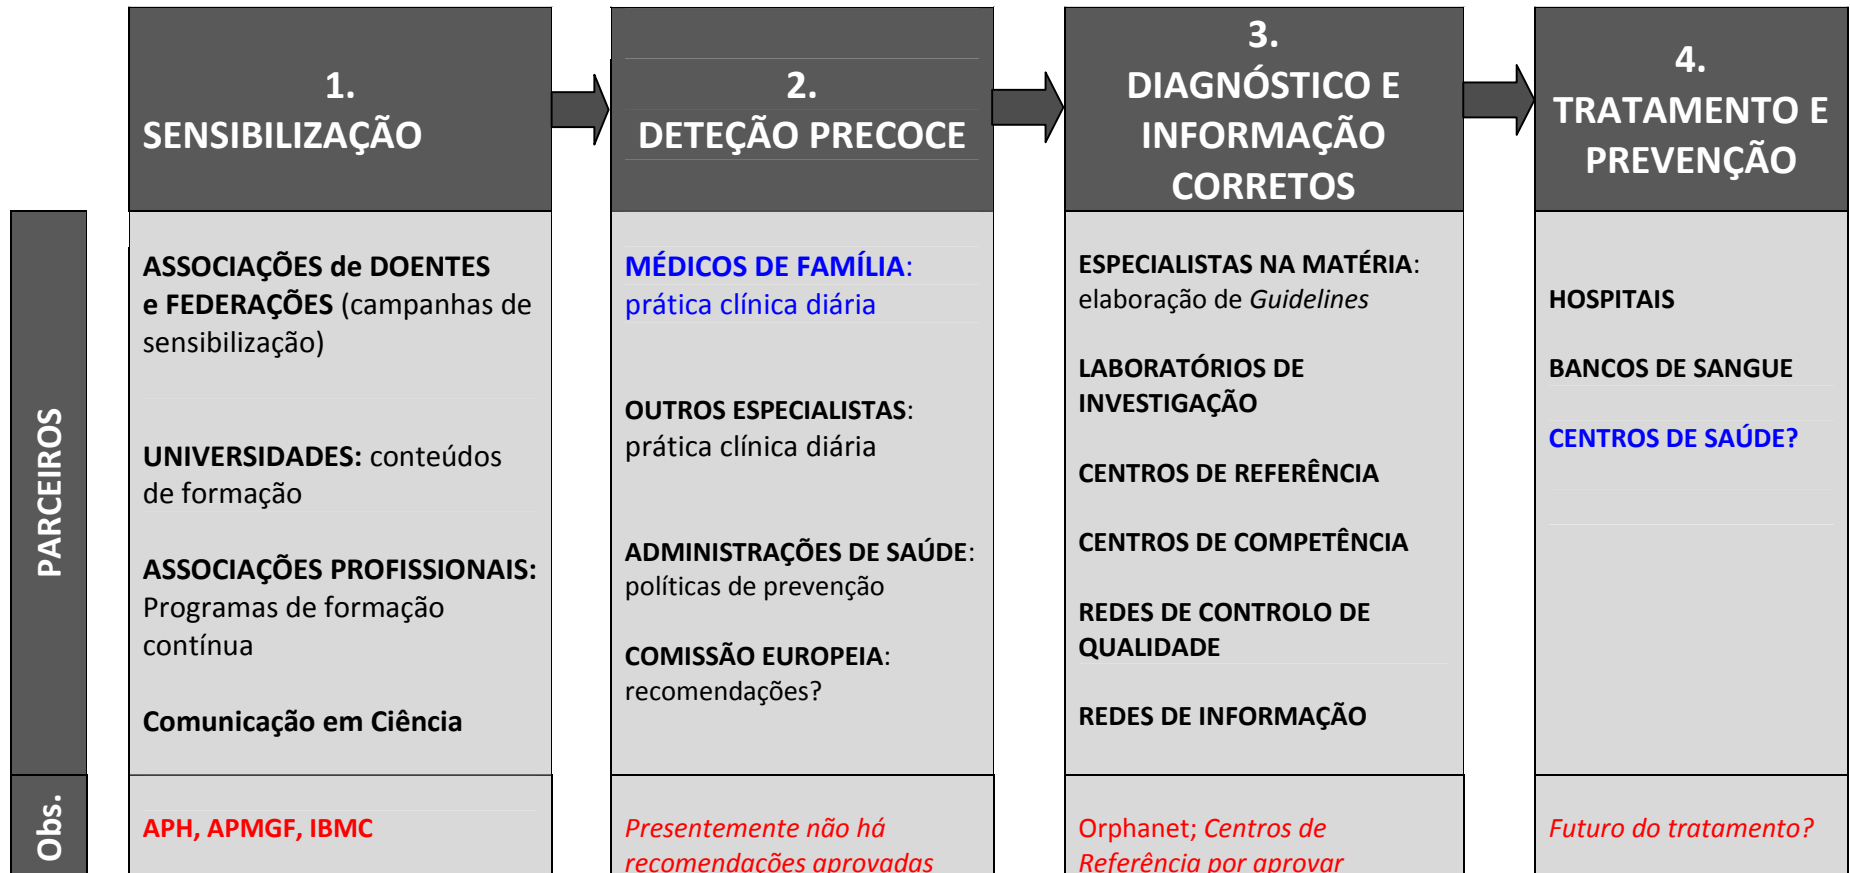 1.
SENSIBILIZAÇÃO
2.
DETEÇÃO PRECOCE
3.
DIAGNÓSTICO E
INFORMAÇÃO
CORRETOS
4.
TRATAMENTO E
PREVENÇÃO
PARCEIROS
ASSOCIAÇÕES de DOENTES
e FEDERAÇÕES (campanhas de
sensibilização)
UNIVERSIDADES: conteúdos
de formação
ASSOCIAÇÕES PROFISSIONAIS:
Programas de formação
contínua
Comunicação em Ciência
MÉDICOS DE FAMÍLIA:
prática clínica diária
OUTROS ESPECIALISTAS:
prática clínica diária
ADMINISTRAÇÕES DE SAÚDE:
políticas de prevenção
COMISSÃO EUROPEIA:
recomendações?
ESPECIALISTAS NA MATÉRIA:
elaboração de Guidelines
LABORATÓRIOS DE
INVESTIGAÇÃO
CENTROS DE REFERÊNCIA
CENTROS DE COMPETÊNCIA
REDES DE CONTROLO DE
QUALIDADE
REDES DE INFORMAÇÃO
HOSPITAIS
BANCOS DE SANGUE
CENTROS DE SAÚDE?
Obs.
APH, APMGF, IBMC
Presentemente não há
recomendações aprovadas
Orphanet; Centros de
Referência por aprovar
Futuro do tratamento?